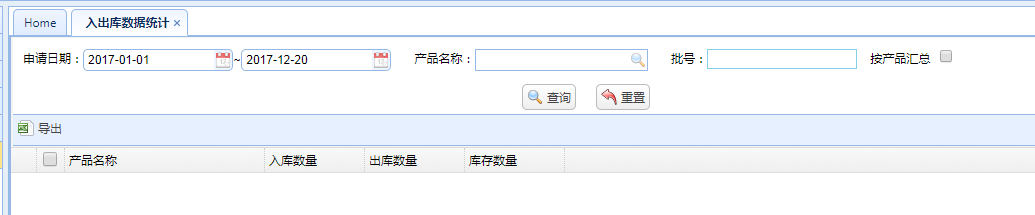 Home 入出库数据统计 ×
申请日期： 2017-01-01 ~ 2017-12-20 产品名称： 批号： 按产品汇总
查询 重置
导出
产品名称 入库数量 出库数量 库存数量